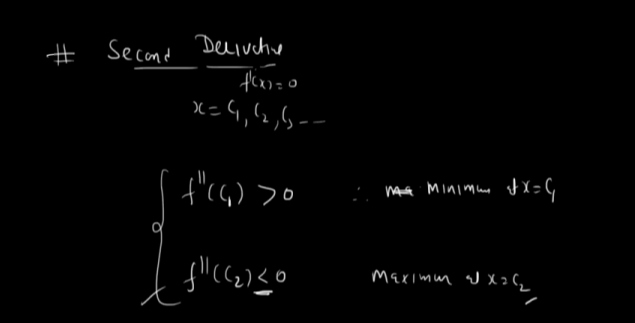 # Second Derivative
f'(x)=0
x=C₁, C₂, C₃ --
f''(C₁) >0 ∴ Minimum at x=C₁
f''(C₂)<0 Maximum at x=C₂